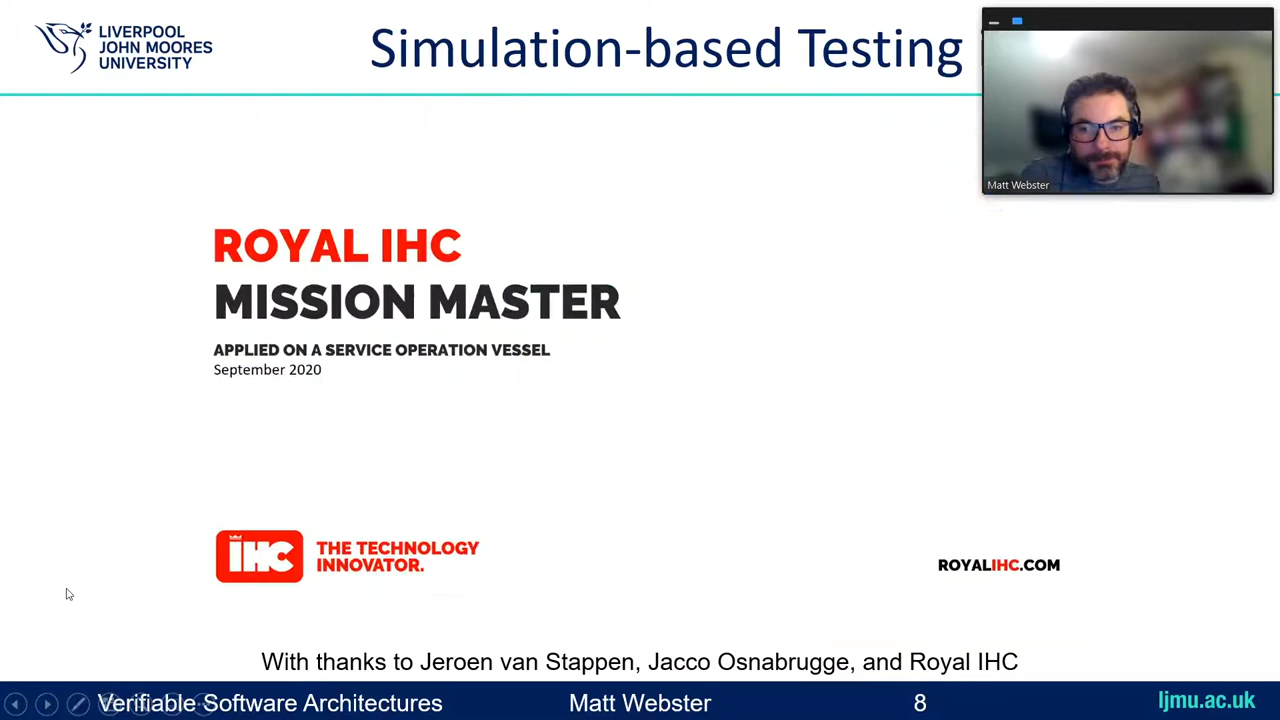 LIVERPOOL
JOHN MOORES
UNIVERSITY
Simulation-based Testing
Matt Webster
ROYAL IHC
MISSION MASTER
APPLIED ON A SERVICE OPERATION VESSEL
September 2020
IHC
THE TECHNOLOGY
INNOVATOR.
ROYALIHC.COM
With thanks to Jeroen van Stappen, Jacco Osnabrugge, and Royal IHC
Verifiable Software Architectures
Matt Webster
8
ljmu.ac.uk